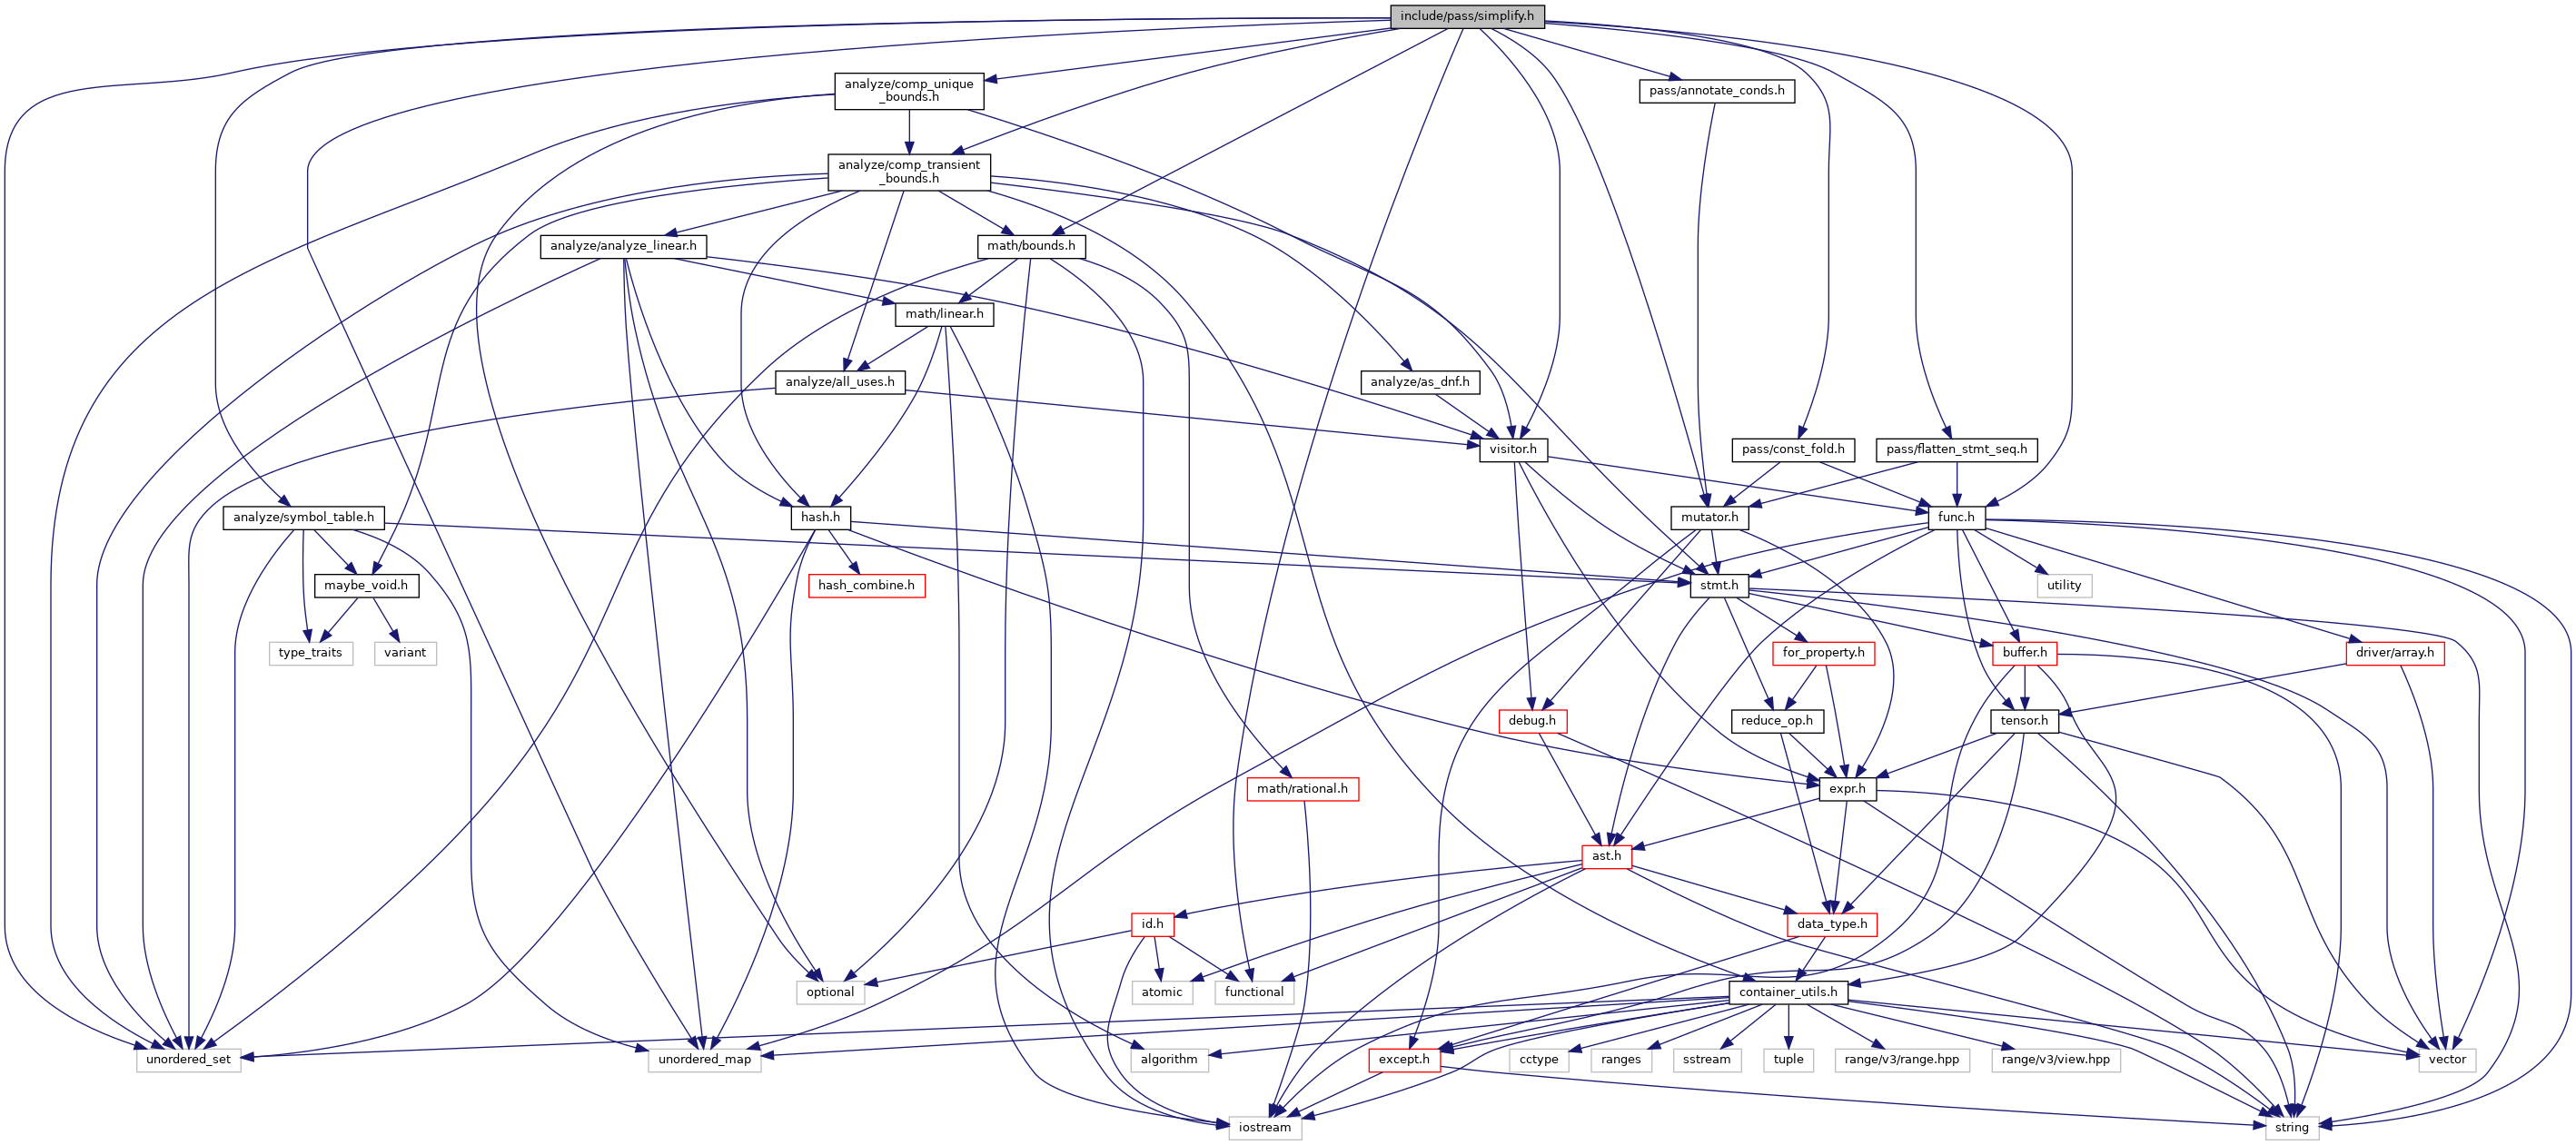 include/pass/simplify.h
analyze/comp_unique
_bounds.h
pass/annotate_conds.h
analyze/comp_transient
_bounds.h
analyze/analyze_linear.h
math/bounds.h
math/linear.h
analyze/all_uses.h
analyze/as_dnf.h
visitor.h
pass/const_fold.h
pass/flatten_stmt_seq.h
analyze/symbol_table.h
hash.h
mutator.h
func.h
maybe_void.h
hash_combine.h
stmt.h
utility
type_traits
variant
for_property.h
buffer.h
driver/array.h
debug.h
reduce_op.h
tensor.h
math/rational.h
expr.h
ast.h
id.h
data_type.h
optional
atomic
functional
container_utils.h
unordered_set
unordered_map
algorithm
except.h
cctype
ranges
sstream
tuple
range/v3/range.hpp
range/v3/view.hpp
vector
iostream
string